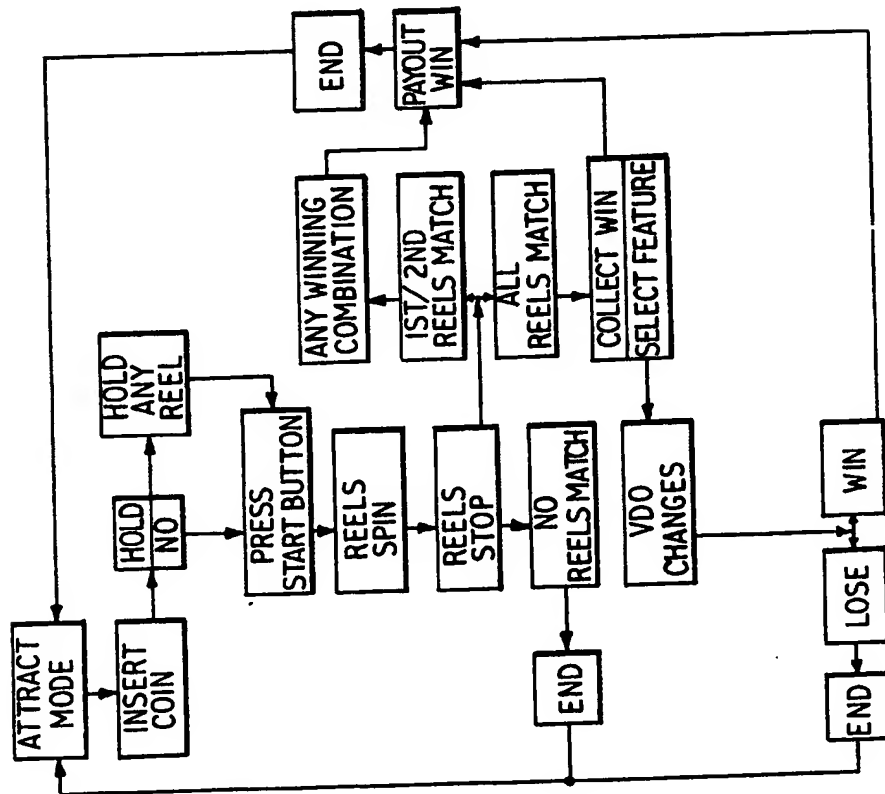 ATTRACT
MODE
INSERT
COIN
HOLD
NO
HOLD
ANY
REEL
PRESS
START BUTTON
REELS
SPIN
REELS
STOP
NO
REELS MATCH
END
ANY WINNING
COMBINATION
1ST/2ND
REELS MATCH
ALL
REELS MATCH
COLLECT WIN
SELECT FEATURE
PAYOUT
WIN
END
VDO
CHANGES
WIN
LOSE
END